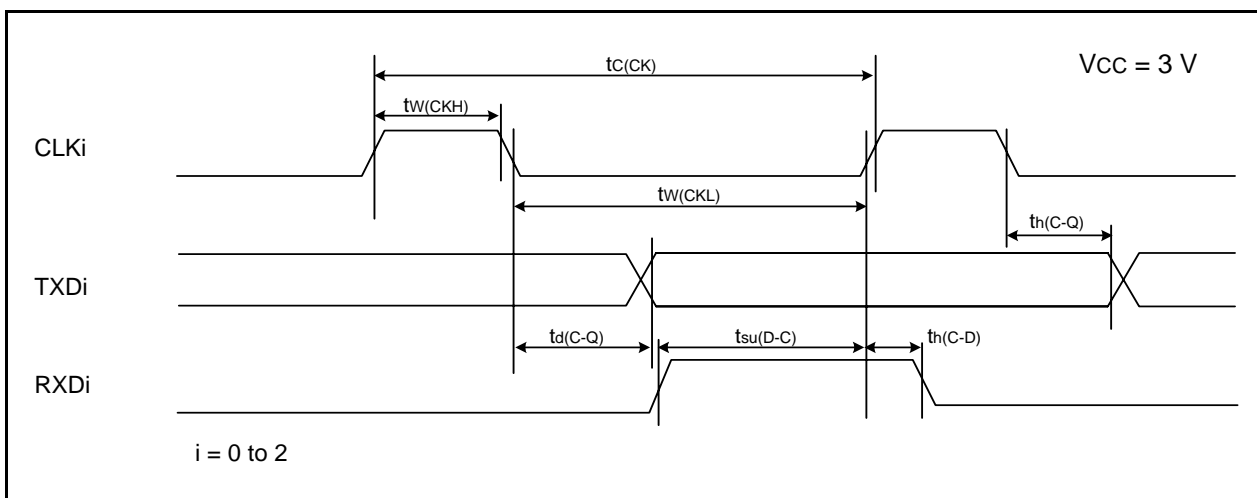 tC(CK)
VCC = 3 V
tW(CKH)
CLKi
tW(CKL)
th(C-Q)
TXDi
td(C-Q)
tsu(D-C)
th(C-D)
RXDi
i = 0 to 2